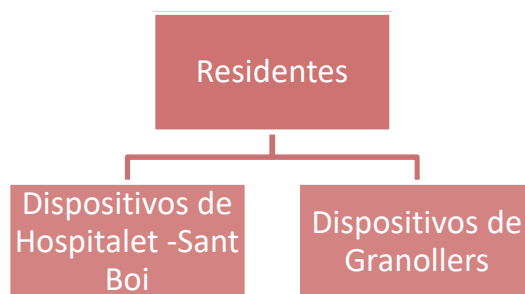 Residentes
Dispositivos de
Hospitalet -Sant
Boi
Dispositivos de
Granollers